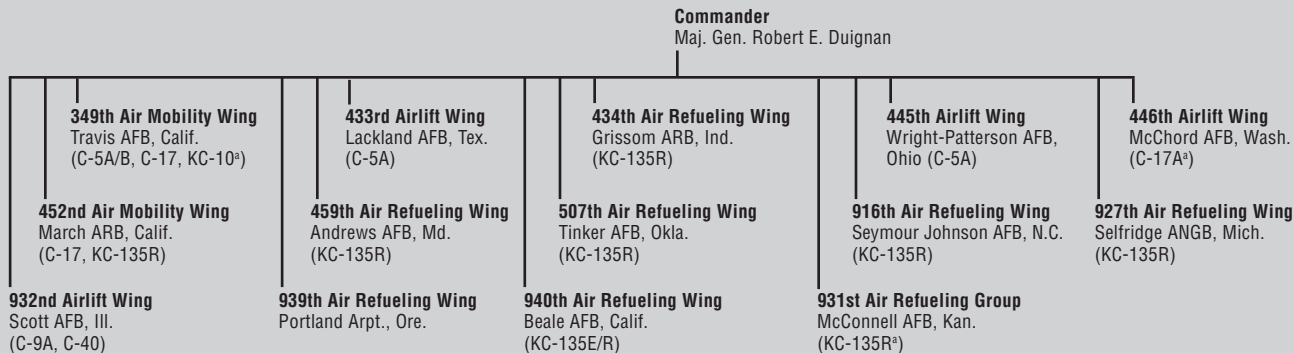 Commander
Maj. Gen. Robert E. Duignan
349th Air Mobility Wing
Travis AFB, Calif.
(C-5A/B, C-17, KC-10ᵃ)
433rd Airlift Wing
Lackland AFB, Tex.
(C-5A)
434th Air Refueling Wing
Grissom ARB, Ind.
(KC-135R)
445th Airlift Wing
Wright-Patterson AFB,
Ohio (C-5A)
446th Airlift Wing
McChord AFB, Wash.
(C-17Aᵃ)
452nd Air Mobility Wing
March ARB, Calif.
(C-17, KC-135R)
459th Air Refueling Wing
Andrews AFB, Md.
(KC-135R)
507th Air Refueling Wing
Tinker AFB, Okla.
(KC-135R)
916th Air Refueling Wing
Seymour Johnson AFB, N.C.
(KC-135R)
927th Air Refueling Wing
Selfridge ANGB, Mich.
(KC-135R)
932nd Airlift Wing
Scott AFB, Ill.
(C-9A, C-40)
939th Air Refueling Wing
Portland Arpt., Ore.
940th Air Refueling Wing
Beale AFB, Calif.
(KC-135E/R)
931st Air Refueling Group
McConnell AFB, Kan.
(KC-135Rᵃ)